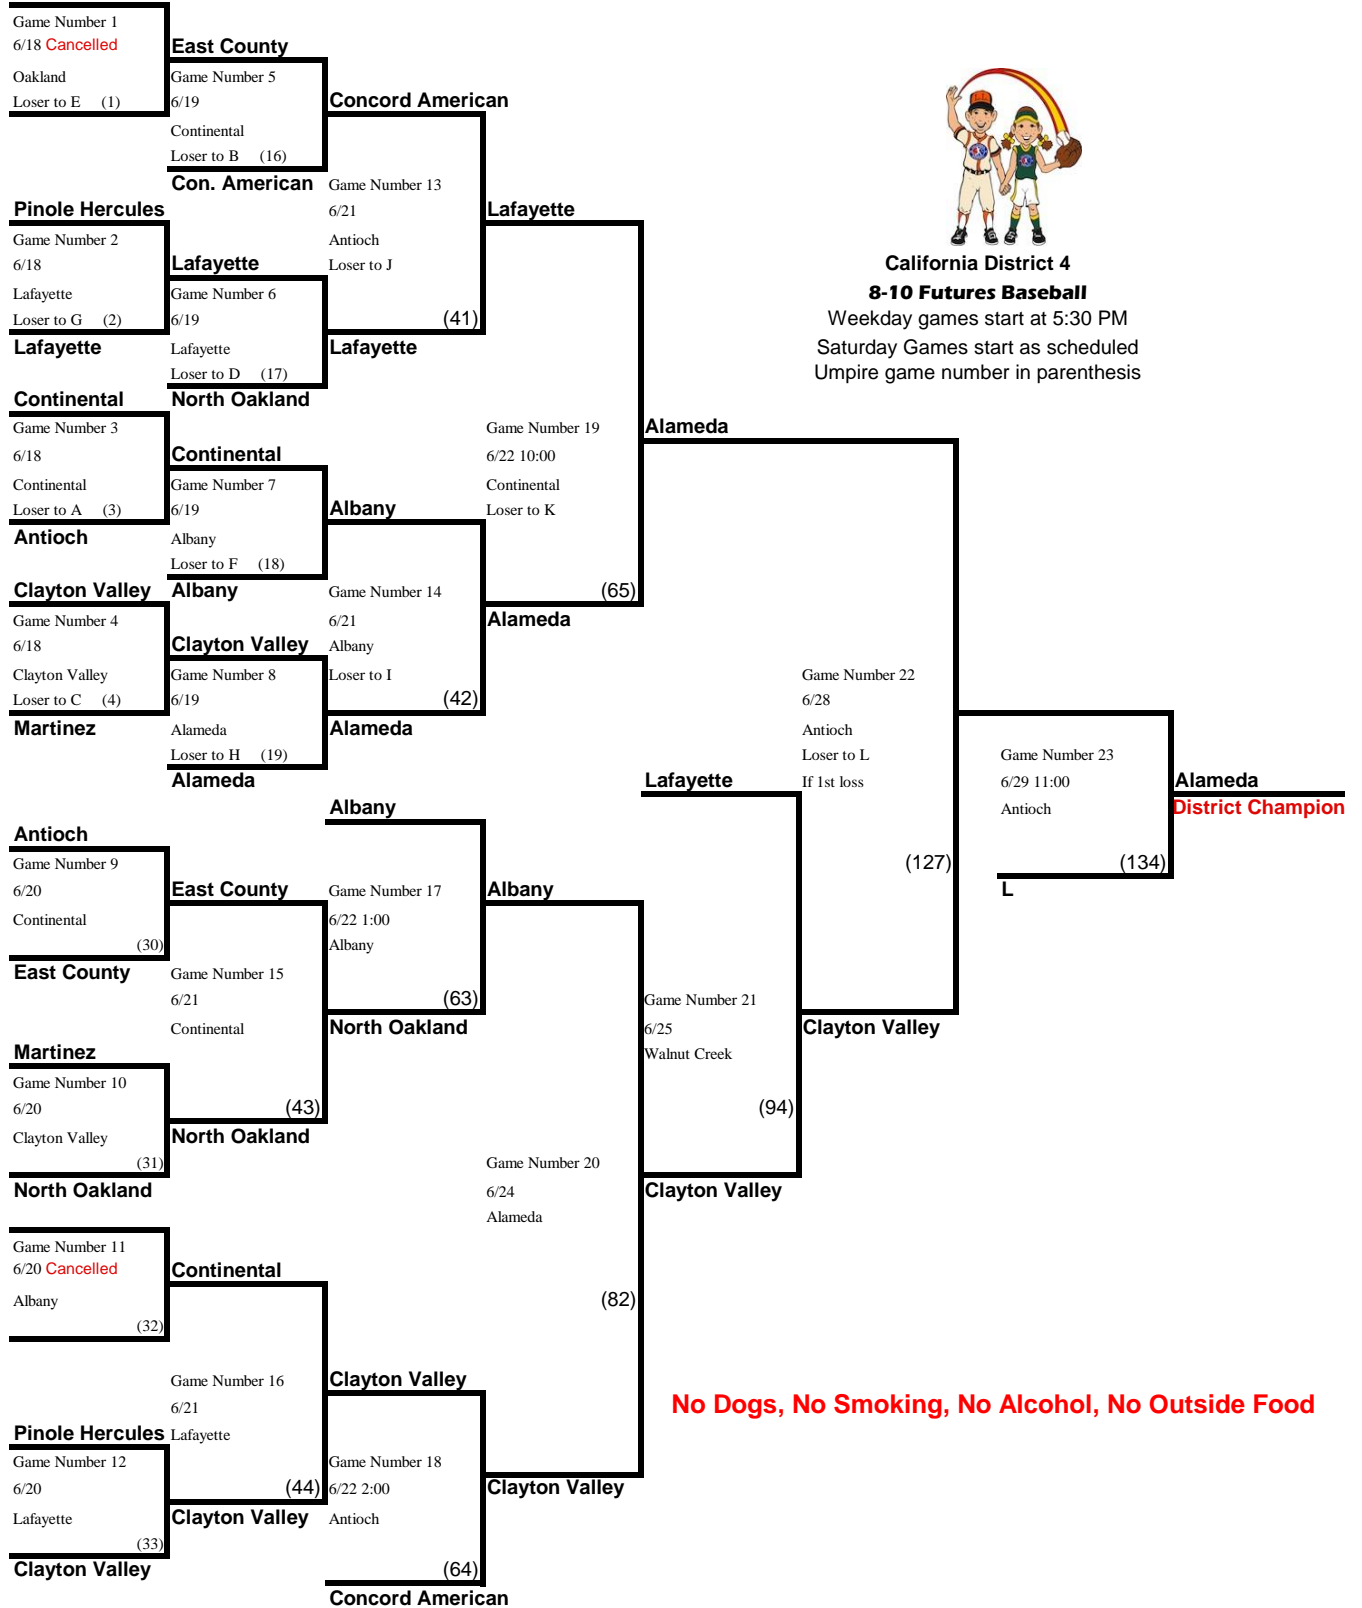 Game Number 1
6/18 Cancelled
Oakland
Loser to E (1)
Pinole Hercules
Game Number 2
6/18
Lafayette
Loser to G (2)
Lafayette
Continental
Game Number 3
6/18
Continental
Loser to A (3)
Antioch
Clayton Valley
Game Number 4
6/18
Clayton Valley
Loser to C (4)
Martinez
East County
Game Number 5
6/19
Continental
Loser to B (16)
Con. American
Lafayette
Game Number 6
6/19
Lafayette
Loser to D (17)
North Oakland
Continental
Game Number 7
6/19
Albany
Loser to F (18)
Albany
Clayton Valley
Game Number 8
6/19
Alameda
Loser to H (19)
Alameda
Concord American
Game Number 13
6/21
Antioch
Loser to J
(41)
Lafayette
Albany
Game Number 14
6/21
Albany
Loser to I
(42)
Alameda
Lafayette
Game Number 19
6/22 10:00
Continental
Loser to K
(65)
Alameda
California District 4
8-10 Futures Baseball
Weekday games start at 5:30 PM
Saturday Games start as scheduled
Umpire game number in parenthesis
Alameda
Game Number 22
6/28
Antioch
Loser to L
If 1st loss
(127)
Game Number 23
6/29 11:00
Antioch
(134)
L
Alameda
District Champion
Antioch
Game Number 9
6/20
Continental
(30)
East County
Martinez
Game Number 10
6/20
Clayton Valley
(31)
North Oakland
Game Number 11
6/20 Cancelled
Albany
(32)
Pinole Hercules
Game Number 12
6/20
Lafayette
(33)
Clayton Valley
East County
Game Number 15
6/21
Continental
(43)
North Oakland
Continental
Game Number 16
6/21
Lafayette
(44)
Clayton Valley
Albany
Game Number 17
6/22 1:00
Albany
(63)
North Oakland
Clayton Valley
Game Number 18
6/22 2:00
Antioch
(64)
Concord American
Albany
Game Number 20
6/24
Alameda
(82)
Clayton Valley
Lafayette
Game Number 21
6/25
Walnut Creek
(94)
Clayton Valley
Clayton Valley
No Dogs, No Smoking, No Alcohol, No Outside Food